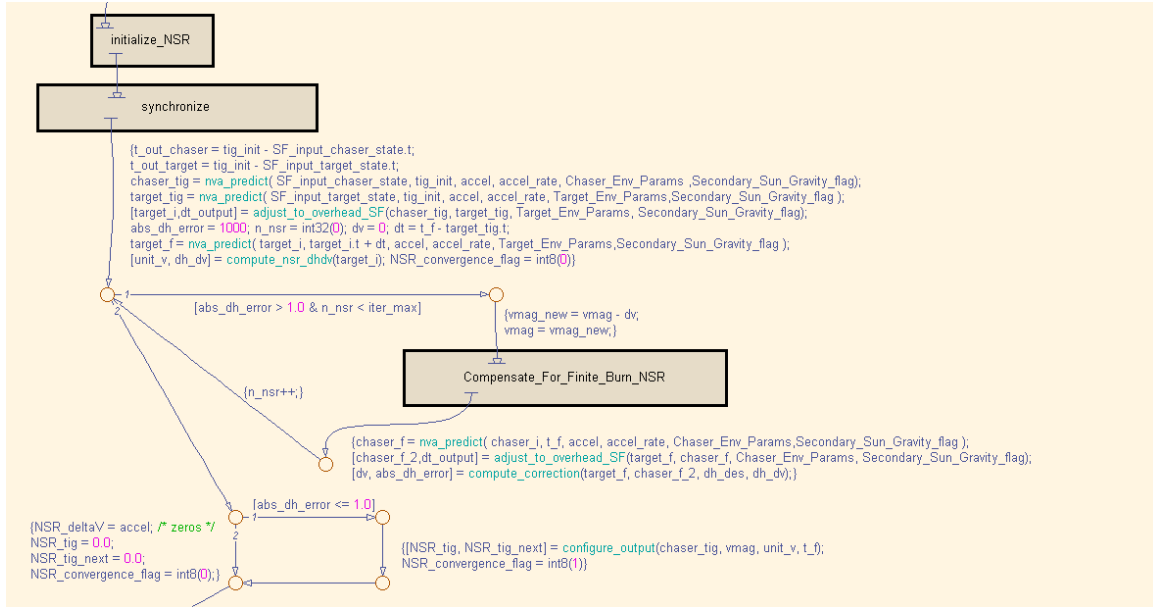 initialize_NSR
synchronize
{t_out_chaser = tig_init - SF_input_chaser_state.t;
t_out_target = tig_init - SF_input_target_state.t;
chaser_tig = nva_predict( SF_input_chaser_state, tig_init, accel, accel_rate, Chaser_Env_Params ,Secondary_Sun_Gravity_flag);
target_tig = nva_predict( SF_input_target_state, tig_init, accel, accel_rate, Target_Env_Params,Secondary_Sun_Gravity_flag );
[target_i,dt_output] = adjust_to_overhead_SF(chaser_tig, target_tig, Target_Env_Params, Secondary_Sun_Gravity_flag);
abs_dh_error = 1000; n_nsr = int32(0); dv = 0; dt = t_f - target_tig.t;
target_f = nva_predict( target_i, target_i.t + dt, accel, accel_rate, Target_Env_Params,Secondary_Sun_Gravity_flag );
[unit_v, dh_dv] = compute_nsr_dhdv(target_i); NSR_convergence_flag = int8(0)}
1
2
[abs_dh_error > 1.0 & n_nsr < iter_max]
{vmag_new = vmag - dv;
vmag = vmag_new;}
Compensate_For_Finite_Burn_NSR
{n_nsr++;}
{chaser_f = nva_predict( chaser_i, t_f, accel, accel_rate, Chaser_Env_Params,Secondary_Sun_Gravity_flag );
[chaser_f_2,dt_output] = adjust_to_overhead_SF(target_f, chaser_f, Chaser_Env_Params, Secondary_Sun_Gravity_flag);
[dv, abs_dh_error] = compute_correction(target_f, chaser_f_2, dh_des, dh_dv);}
[abs_dh_error <= 1.0]
1
2
{NSR_deltaV = accel; /* zeros */
NSR_tig = 0.0;
NSR_tig_next = 0.0;
NSR_convergence_flag = int8(0);}
{[NSR_tig, NSR_tig_next] = configure_output(chaser_tig, vmag, unit_v, t_f);
NSR_convergence_flag = int8(1)}